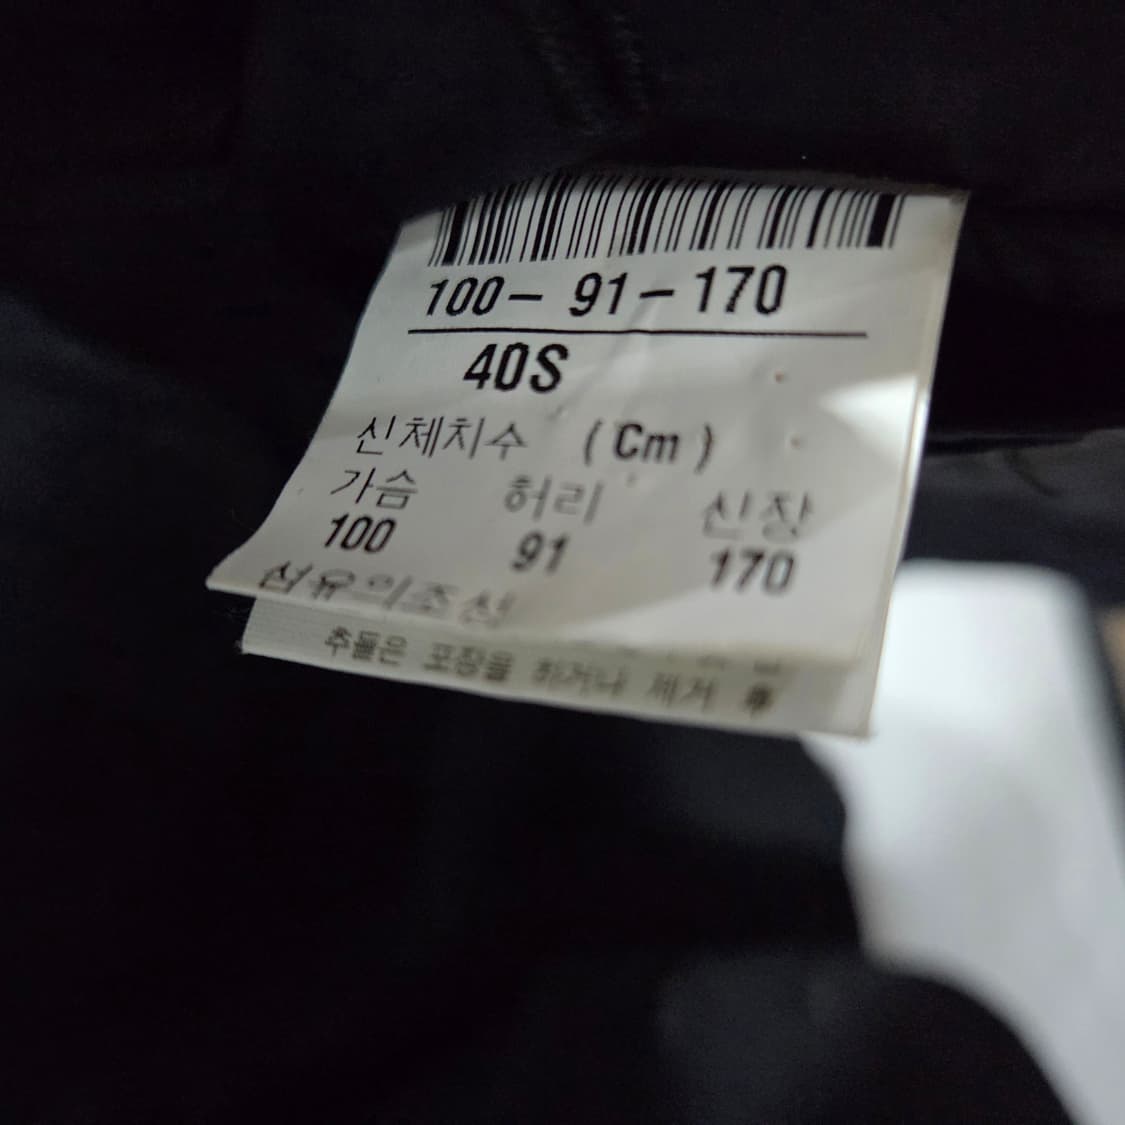 100- 91-170
40S
신체치수 (Cm)
가슴 허리 신장
100 91 170
섬유의조성
추물은 포장을 하거나 제거 후